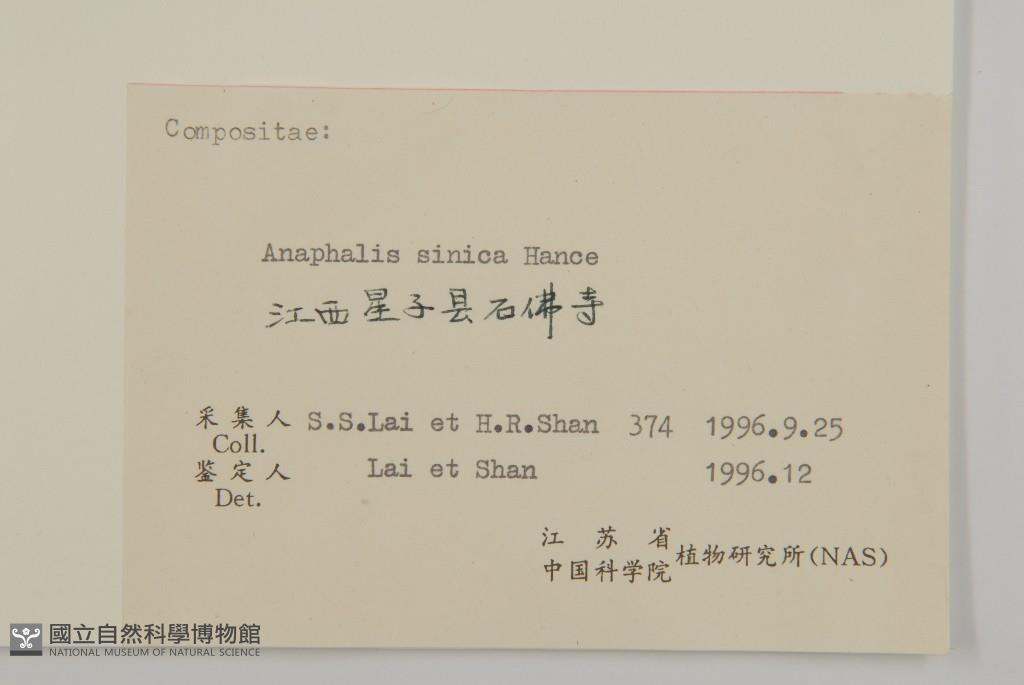 Compositae:
Anaphalis sinica Hance
江西星子县石佛寺
采集人 S.S.Lai et H.R.Shan 374 1996.9.25
Coll.
鉴定人 Lai et Shan 1996.12
Det.
江苏省
中国科学院 植物研究所(NAS)
國立自然科學博物館
NATIONAL MUSEUM OF NATURAL SCIENCE